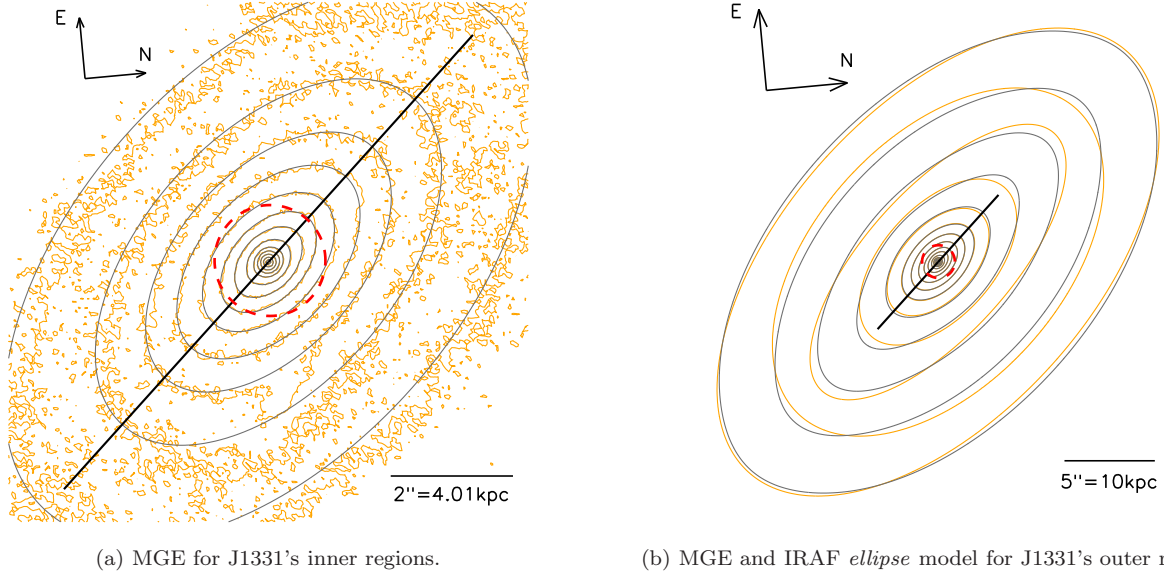 E
N
2"=4.01kpc
(a) MGE for J1331's inner regions.
E
N
5"=10kpc
(b) MGE and IRAF ellipse model for J1331's outer r